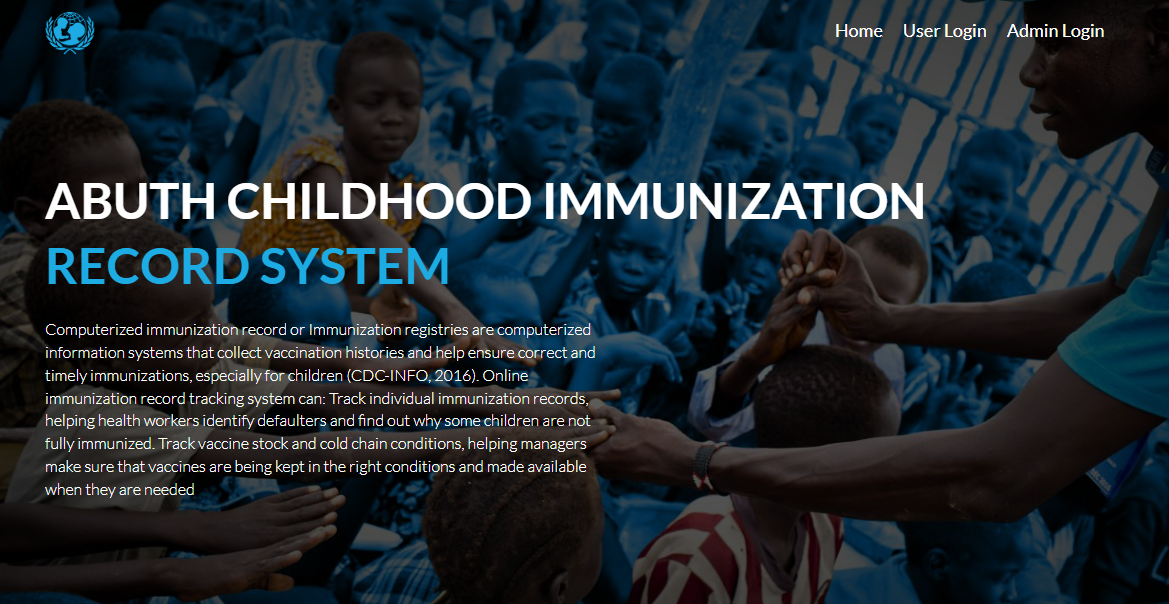 Home User Login Admin Login
ABUTH CHILDHOOD IMMUNIZATION
RECORD SYSTEM
Computerized immunization record or Immunization registries are computerized
information systems that collect vaccination histories and help ensure correct and
timely immunizations, especially for children (CDC-INFO, 2016). Online
immunization record tracking system can: Track individual immunization records,
helping health workers identify defaulters and find out why some children are not
fully immunized. Track vaccine stock and cold chain conditions, helping managers
make sure that vaccines are being kept in the right conditions and made available
when they are needed